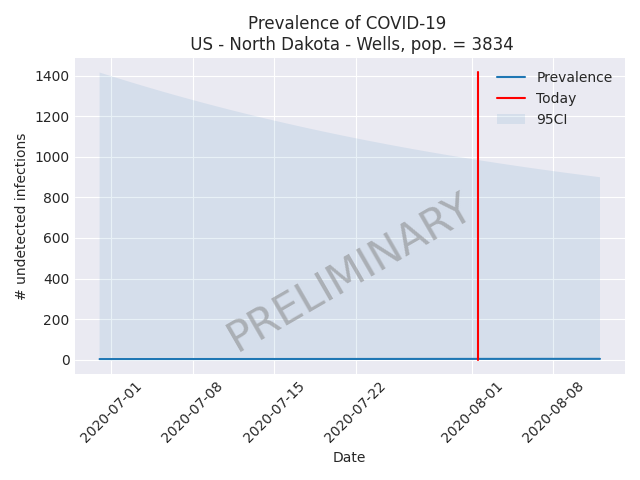 Prevalence of COVID-19
US - North Dakota - Wells, pop. = 3834
1400
1200
1000
800
600
400
200
0
# undetected infections
Prevalence
Today
95CI
PRELIMINARY
2020-07-01
2020-07-08
2020-07-15
2020-07-22
2020-08-01
2020-08-08
Date